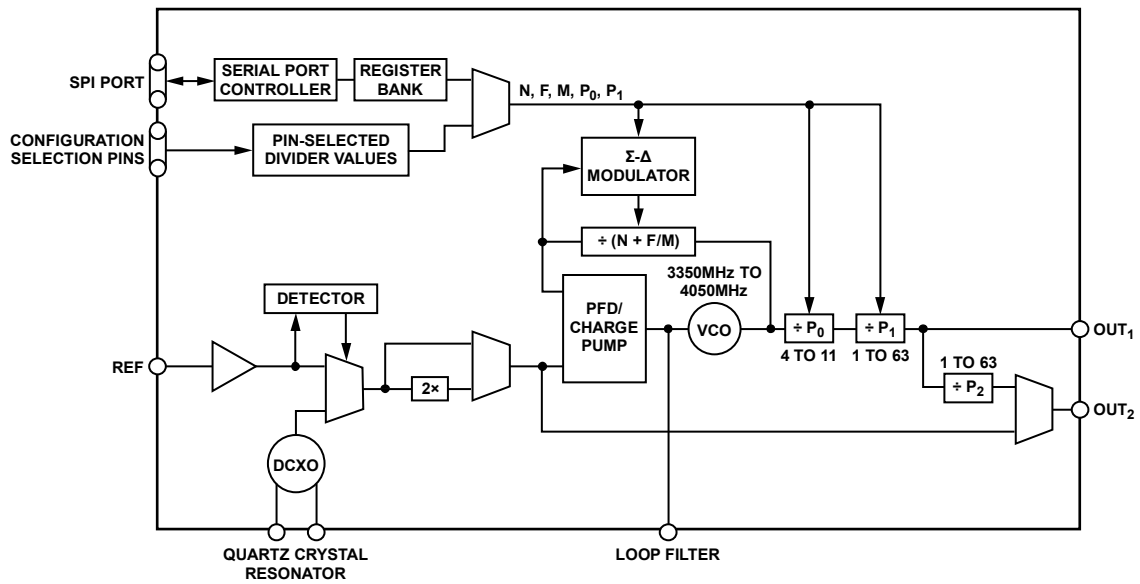 SPI PORT
SERIAL PORT
CONTROLLER
REGISTER
BANK
N, F, M, P0, P1
CONFIGURATION
SELECTION PINS
PIN-SELECTED
DIVIDER VALUES
Σ-Δ
MODULATOR
÷ (N + F/M)
3350MHz TO
4050MHz
DETECTOR
PFD/
CHARGE
PUMP
VCO
÷ P0
4 TO 11
÷ P1
1 TO 63
OUT1
REF
2×
1 TO 63
÷ P2
OUT2
DCXO
QUARTZ CRYSTAL
RESONATOR
LOOP FILTER